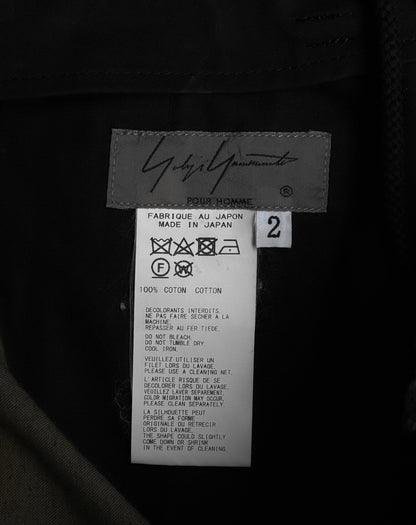 Yohji Yamamoto
POUR HOMME
®
FABRIQUE AU JAPON
MADE IN JAPAN
2
F
W
100% COTON COTTON
DECOLORANTS INTERDITS.
NE PAS FAIRE SECHER A LA
MACHINE.
REPASSER AU FER TIEDE.
DO NOT BLEACH.
DO NOT TUMBLE DRY
COOL IRON.
VEUILLEZ UTILISER UN
FILET LORS DU LAVAGE.
PLEASE USE A CLEANING NET.
L'ARTICLE RISQUE DE SE
DECOLORER LORS DU LAVAGE.
VEUILLEZ LAVER SEPAREMENT.
COLOR MIGRATION MAY OCCUR,
PLEASE CLEAN SEPARATELY.
LA SILHOUETTE PEUT
PERDRE SA FORME
ORIGINALE OU RETRECIR
LORS DU LAVAGE.
THE SHAPE COULD SLIGHTLY
COME DOWN OR SHRINK
IN THE EVENT OF CLEANING.